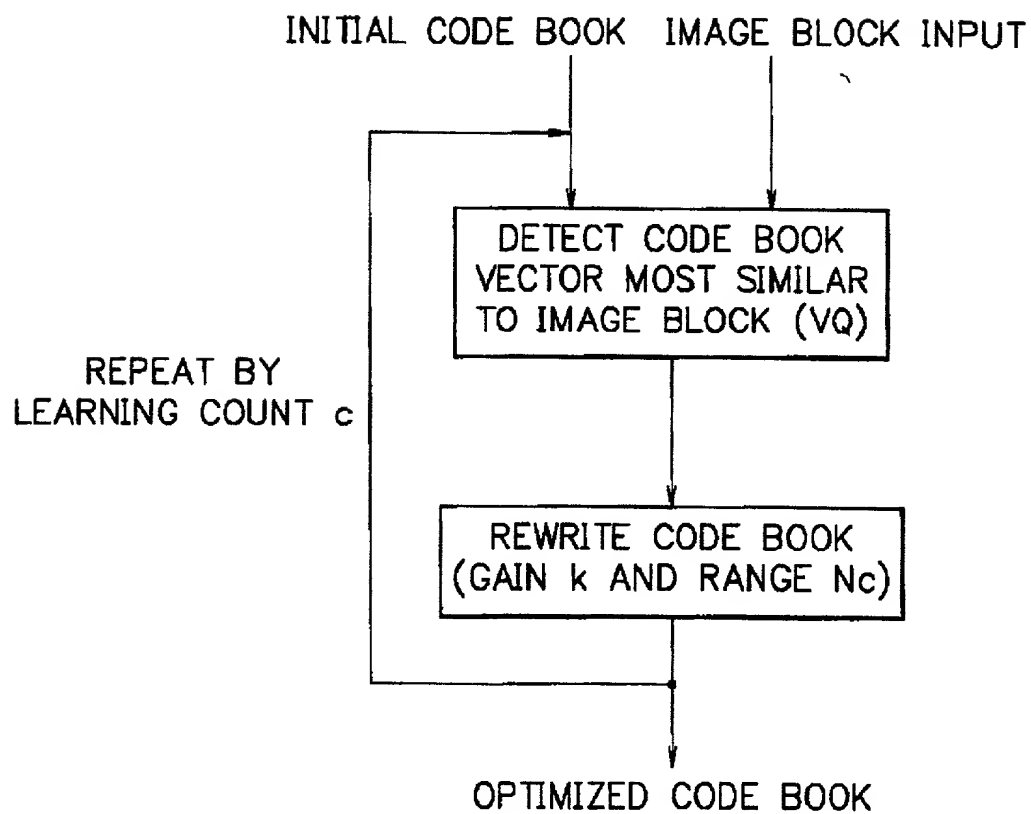 INITIAL CODE BOOK IMAGE BLOCK INPUT
DETECT CODE BOOK
VECTOR MOST SIMILAR
TO IMAGE BLOCK (VQ)
REPEAT BY
LEARNING COUNT c
REWRITE CODE BOOK
(GAIN k AND RANGE Nc)
OPTIMIZED CODE BOOK